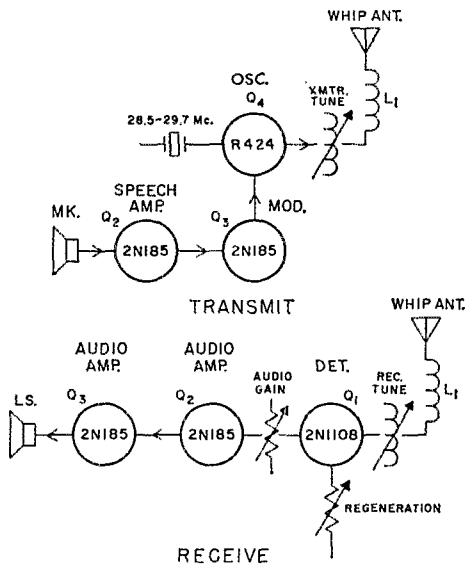 WHIP ANT.
OSC.
Q4
XMTR.
TUNE
L1
28.5-29.7 Mc.
R424
SPEECH
AMP.
MK.
Q2
Q3
MOD.
2N185
2N185
TRANSMIT
WHIP ANT.
AUDIO
AMP.
AUDIO
AMP.
AUDIO
GAIN
DET.
REC.
TUNE
L1
LS.
Q3
Q2
Q1
2N185
2N185
2N1108
REGENERATION
RECEIVE